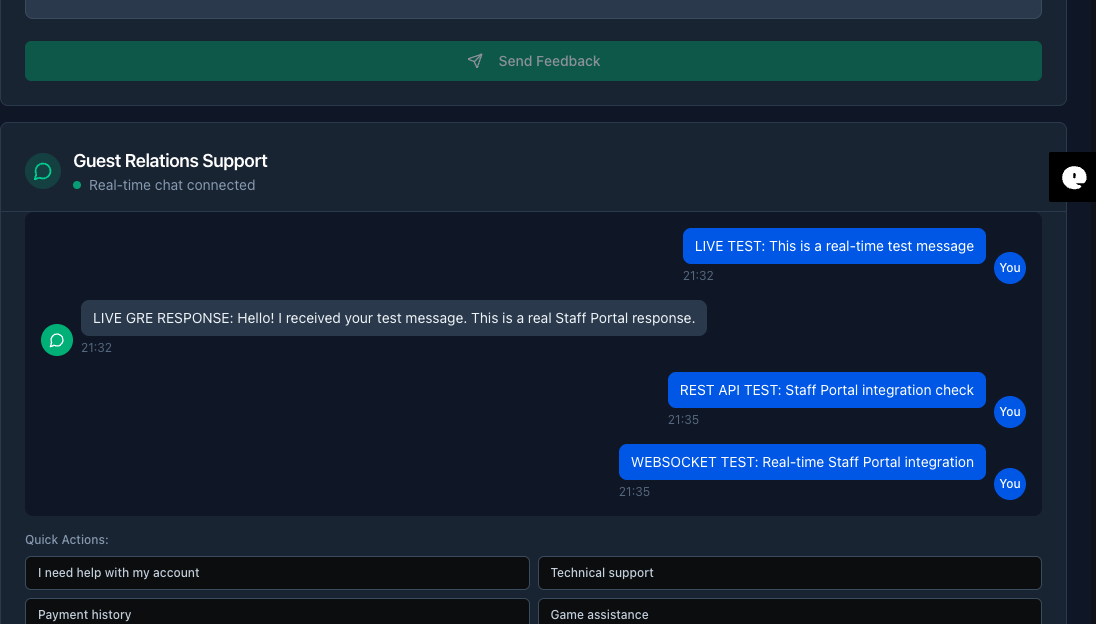 Send Feedback
Guest Relations Support
Real-time chat connected
LIVE TEST: This is a real-time test message
You
21:32
LIVE GRE RESPONSE: Hello! I received your test message. This is a real Staff Portal response.
21:32
REST API TEST: Staff Portal integration check
You
21:35
WEBSOCKET TEST: Real-time Staff Portal integration
You
21:35
Quick Actions:
I need help with my account
Technical support
Payment history
Game assistance